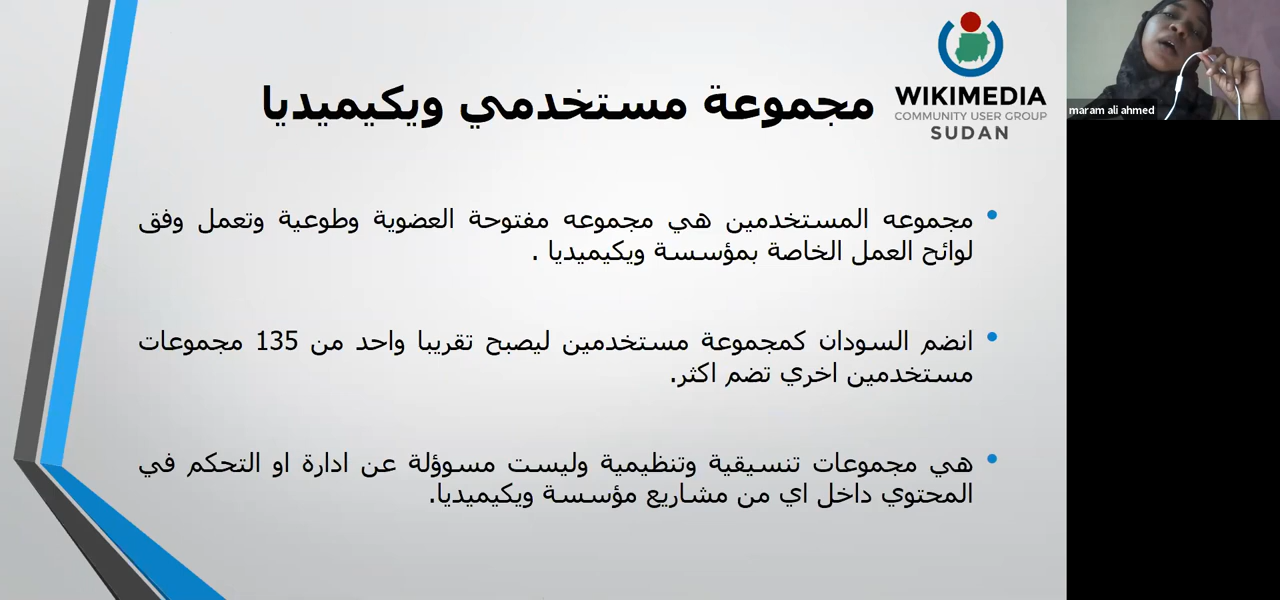 مجموعة مستخدمي ويكيميديا
WIKIMEDIA
COMMUNITY USER GROUP
SUDAN
maram ali ahmed
• مجموعه المستخدمين هي مجموعه مفتوحة العضوية وطوعية وتعمل وفق
لوائح العمل الخاصة بمؤسسة ويكيميديا .
• انضم السودان كمجموعة مستخدمين ليصبح تقريبا واحد من 135 مجموعات
مستخدمين اخري تضم اكثر.
• هي مجموعات تنسيقية وتنظيمية وليست مسوؤلة عن ادارة او التحكم في
المحتوي داخل اي من مشاريع مؤسسة ويكيميديا.